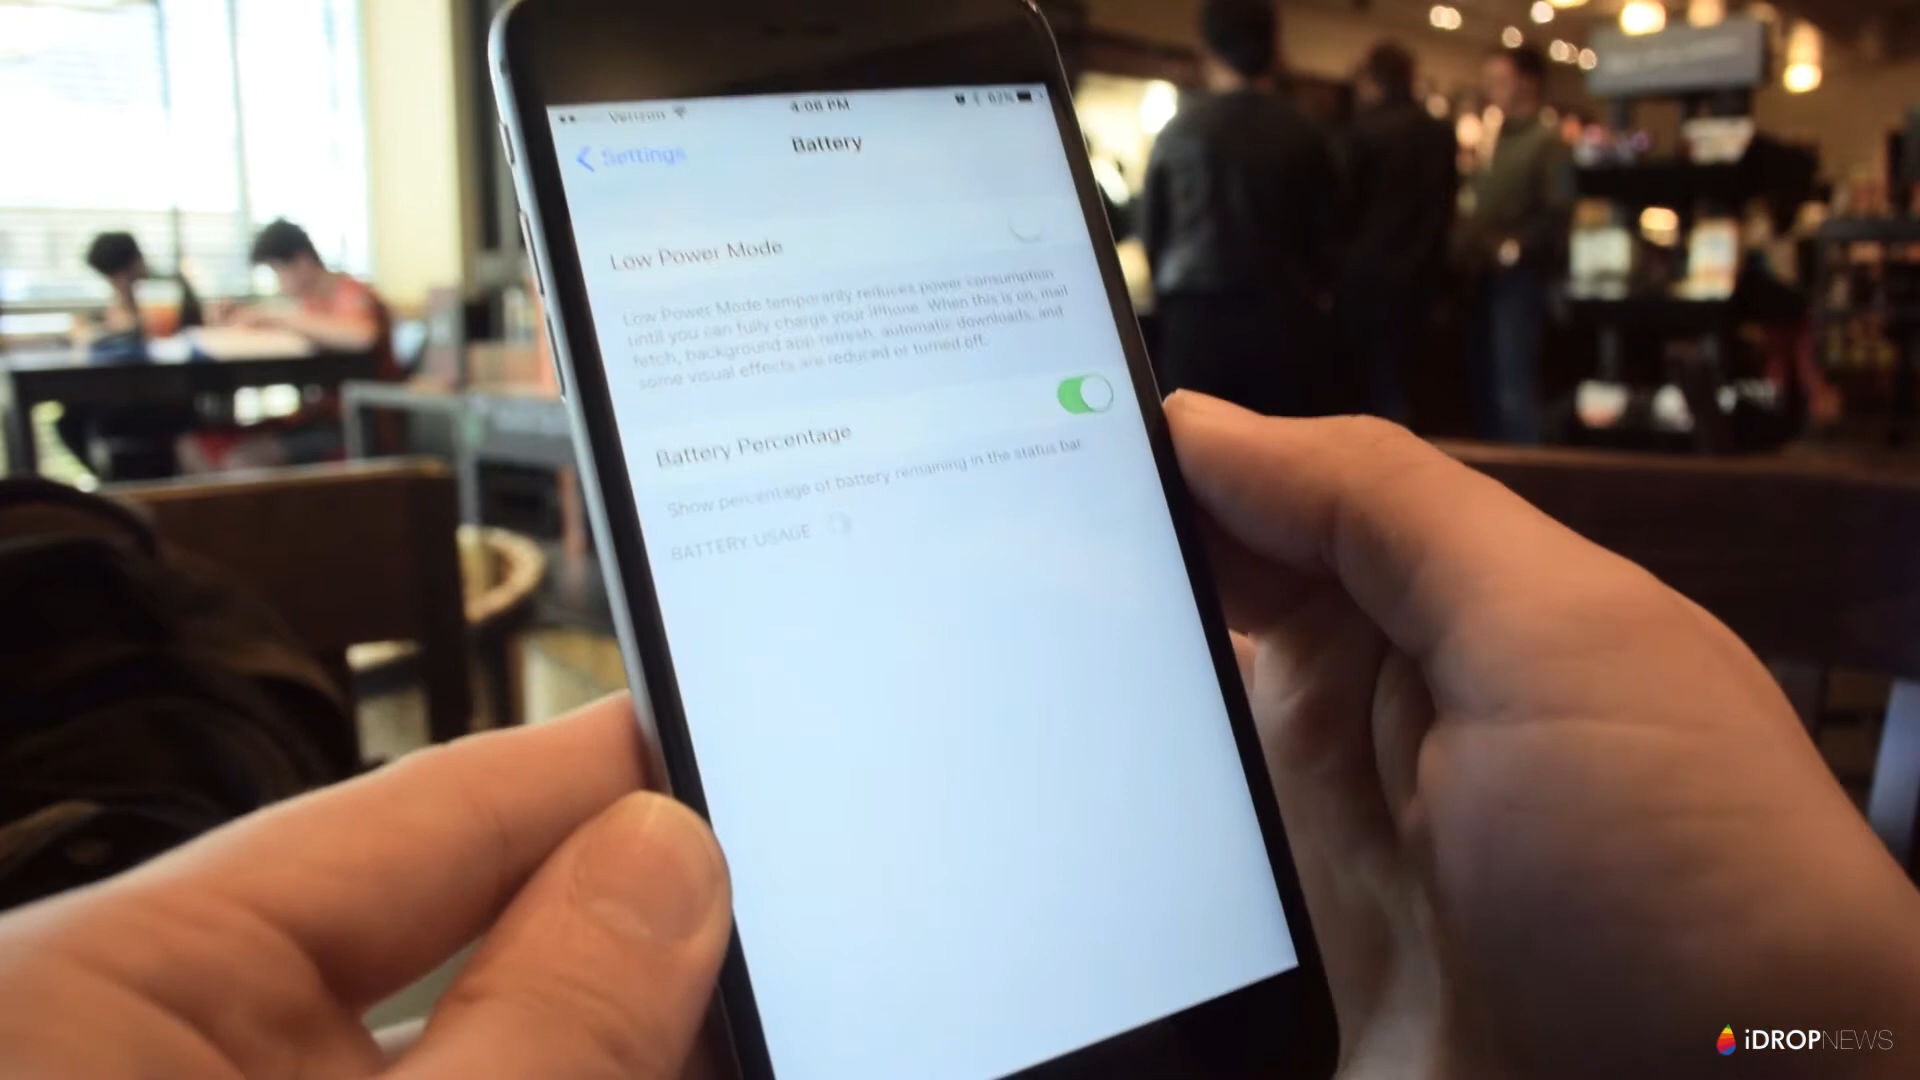 Verizon 4:06 PM 62%
Settings Battery
Low Power Mode
Low Power Mode temporarily reduces power consumption
until you can fully charge your iPhone. When this is on, mail
fetch, background app refresh, automatic downloads, and
some visual effects are reduced or turned off.
Battery Percentage
Show percentage of battery remaining in the status bar.
BATTERY USAGE
iDROPNEWS